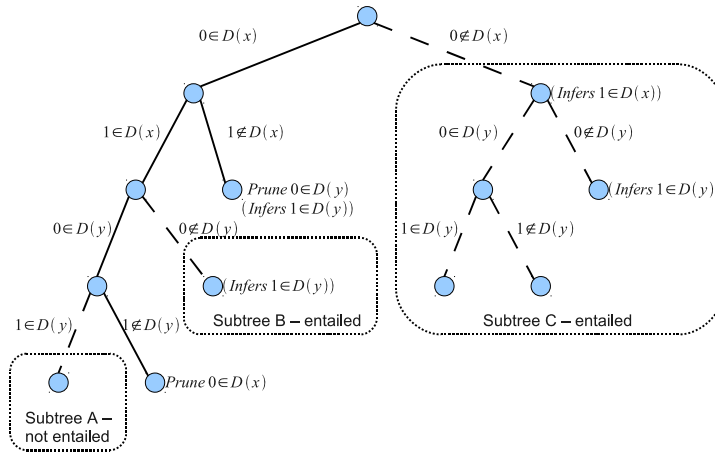 0∈D(x)
0∉D(x)
(Infers 1∈D(x))
1∈D(x)
1∉D(x)
0∈D(y)
0∉D(y)
Prune 0∈D(y)
(Infers 1∈D(y))
(Infers 1∈D(y))
0∈D(y)
0∉D(y)
1∈D(y)
1∉D(y)
(Infers 1∈D(y))
Subtree B – entailed
Subtree C – entailed
1∈D(y)
1∉D(y)
Prune 0∈D(x)
Subtree A –
not entailed